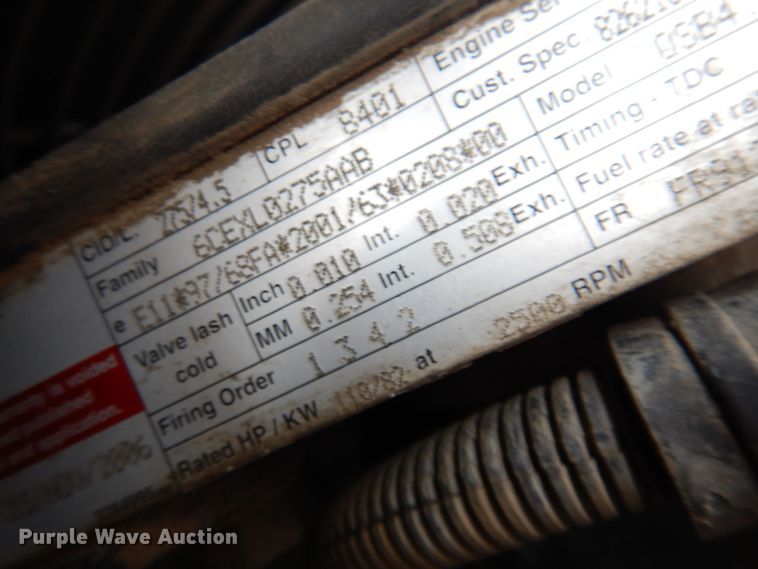 Engine Ser
CPL 8401 Cust. Spec.
CID/L. 275/4.5 Model QSB4
Family 6CEXL0275AAB Timing - TDC
e E11#97/68FA#2001/63#0208#00 Fuel rate at ra
Valve lash cold Inch 0.010 Int. 0.020 Exh. FR
MM 0.254 Int. 0.508 Exh.
Firing Order 1 3 4 2
Rated HP / KW 110/82 at 2500 RPM
Purple Wave Auction